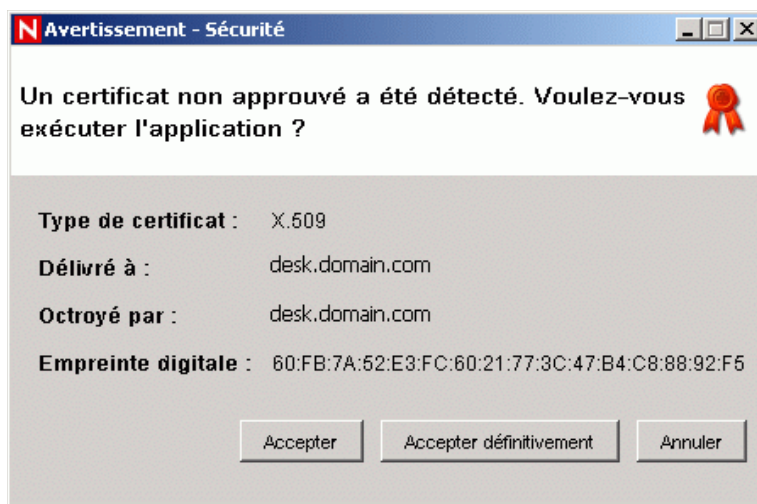 N Avertissement - Sécurité
Un certificat non approuvé a été détecté. Voulez-vous
exécuter l'application ?
Type de certificat : X.509
Délivré à : desk.domain.com
Octroyé par : desk.domain.com
Empreinte digitale : 60:FB:7A:52:E3:FC:60:21:77:3C:47:B4:C8:88:92:F5
Accepter Accepter définitivement Annuler